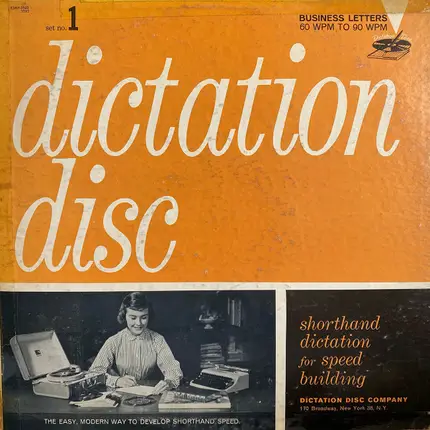 set no. 1
BUSINESS LETTERS
60 WPM TO 90 WPM
dictation
disc
shorthand
dictation
for speed
building
DICTATION DISC COMPANY
170 Broadway, New York 38, N.Y.
THE EASY, MODERN WAY TO DEVELOP SHORTHAND SPEED.